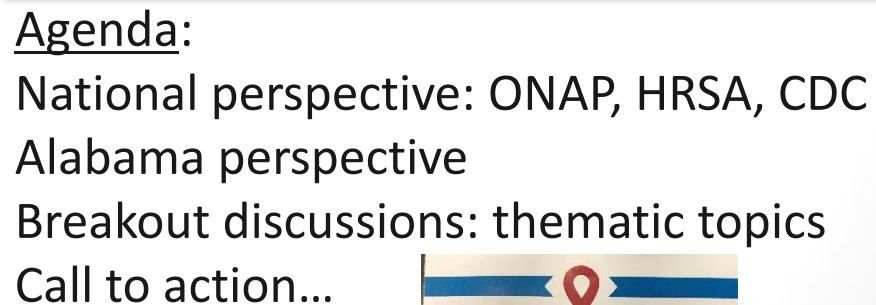 Agenda:
National perspective: ONAP, HRSA, CDC
Alabama perspective
Breakout discussions: thematic topics
Call to action...